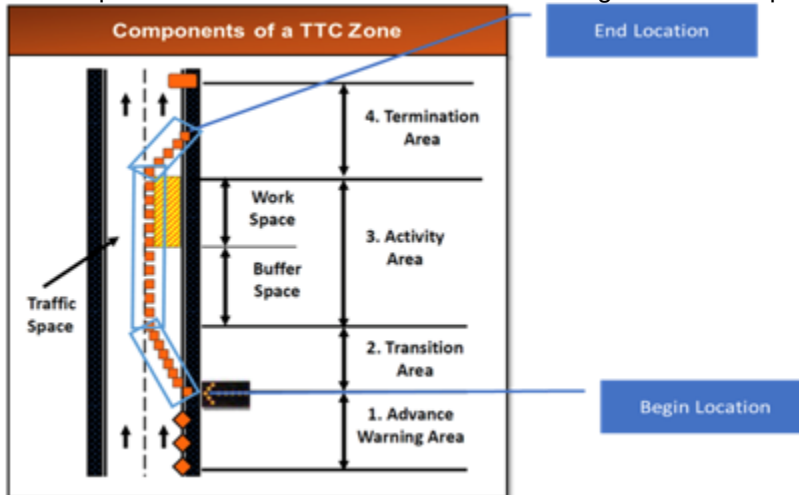 Components of a TTC Zone
End Location
4. Termination
Area
Work
Space
3. Activity
Area
Buffer
Space
Traffic
Space
2. Transition
Area
Begin Location
1. Advance
Warning Area